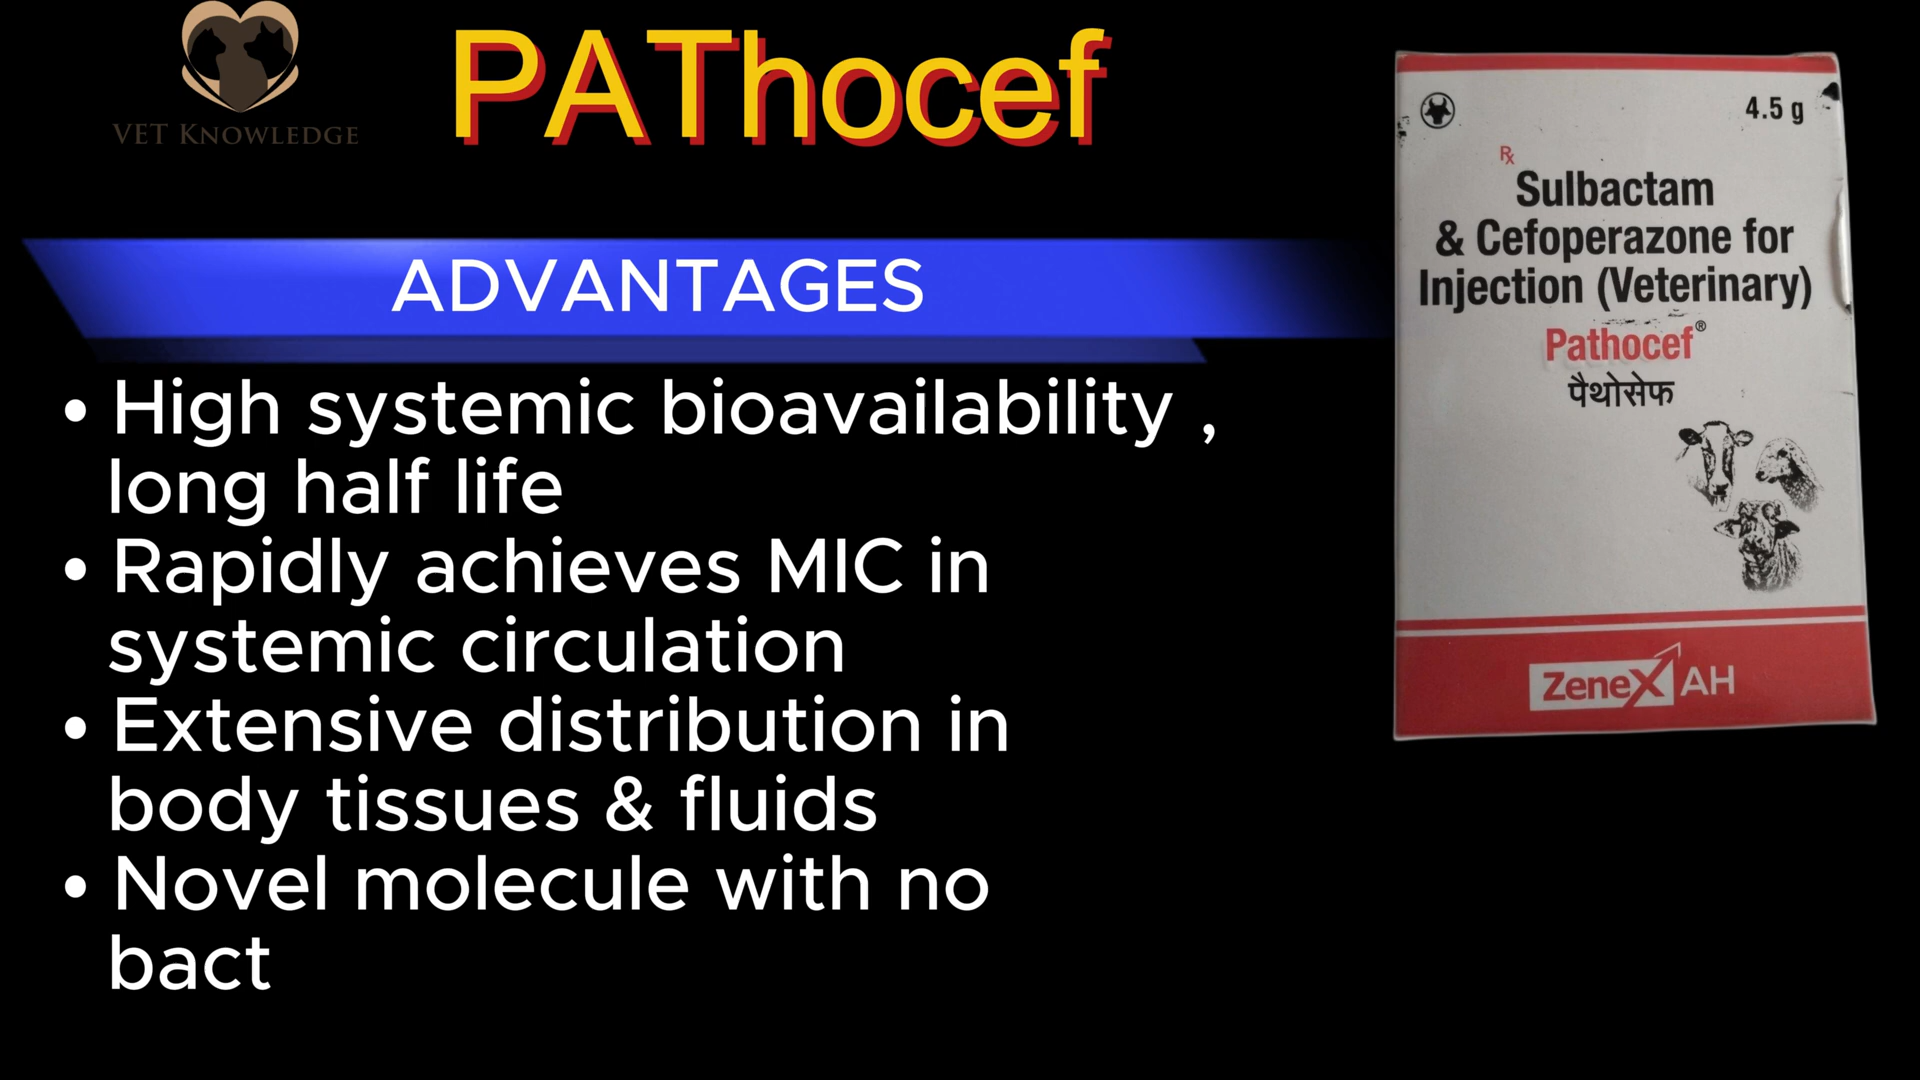 VET KNOWLEDGE
PAThocef
ADVANTAGES
• High systemic bioavailability ,
long half life
• Rapidly achieves MIC in
systemic circulation
• Extensive distribution in
body tissues & fluids
• Novel molecule with no
bact
4.5 g
Rx
Sulbactam
& Cefoperazone for
Injection (Veterinary)
Pathocef®
पैथोसेफ
ZeneX AH